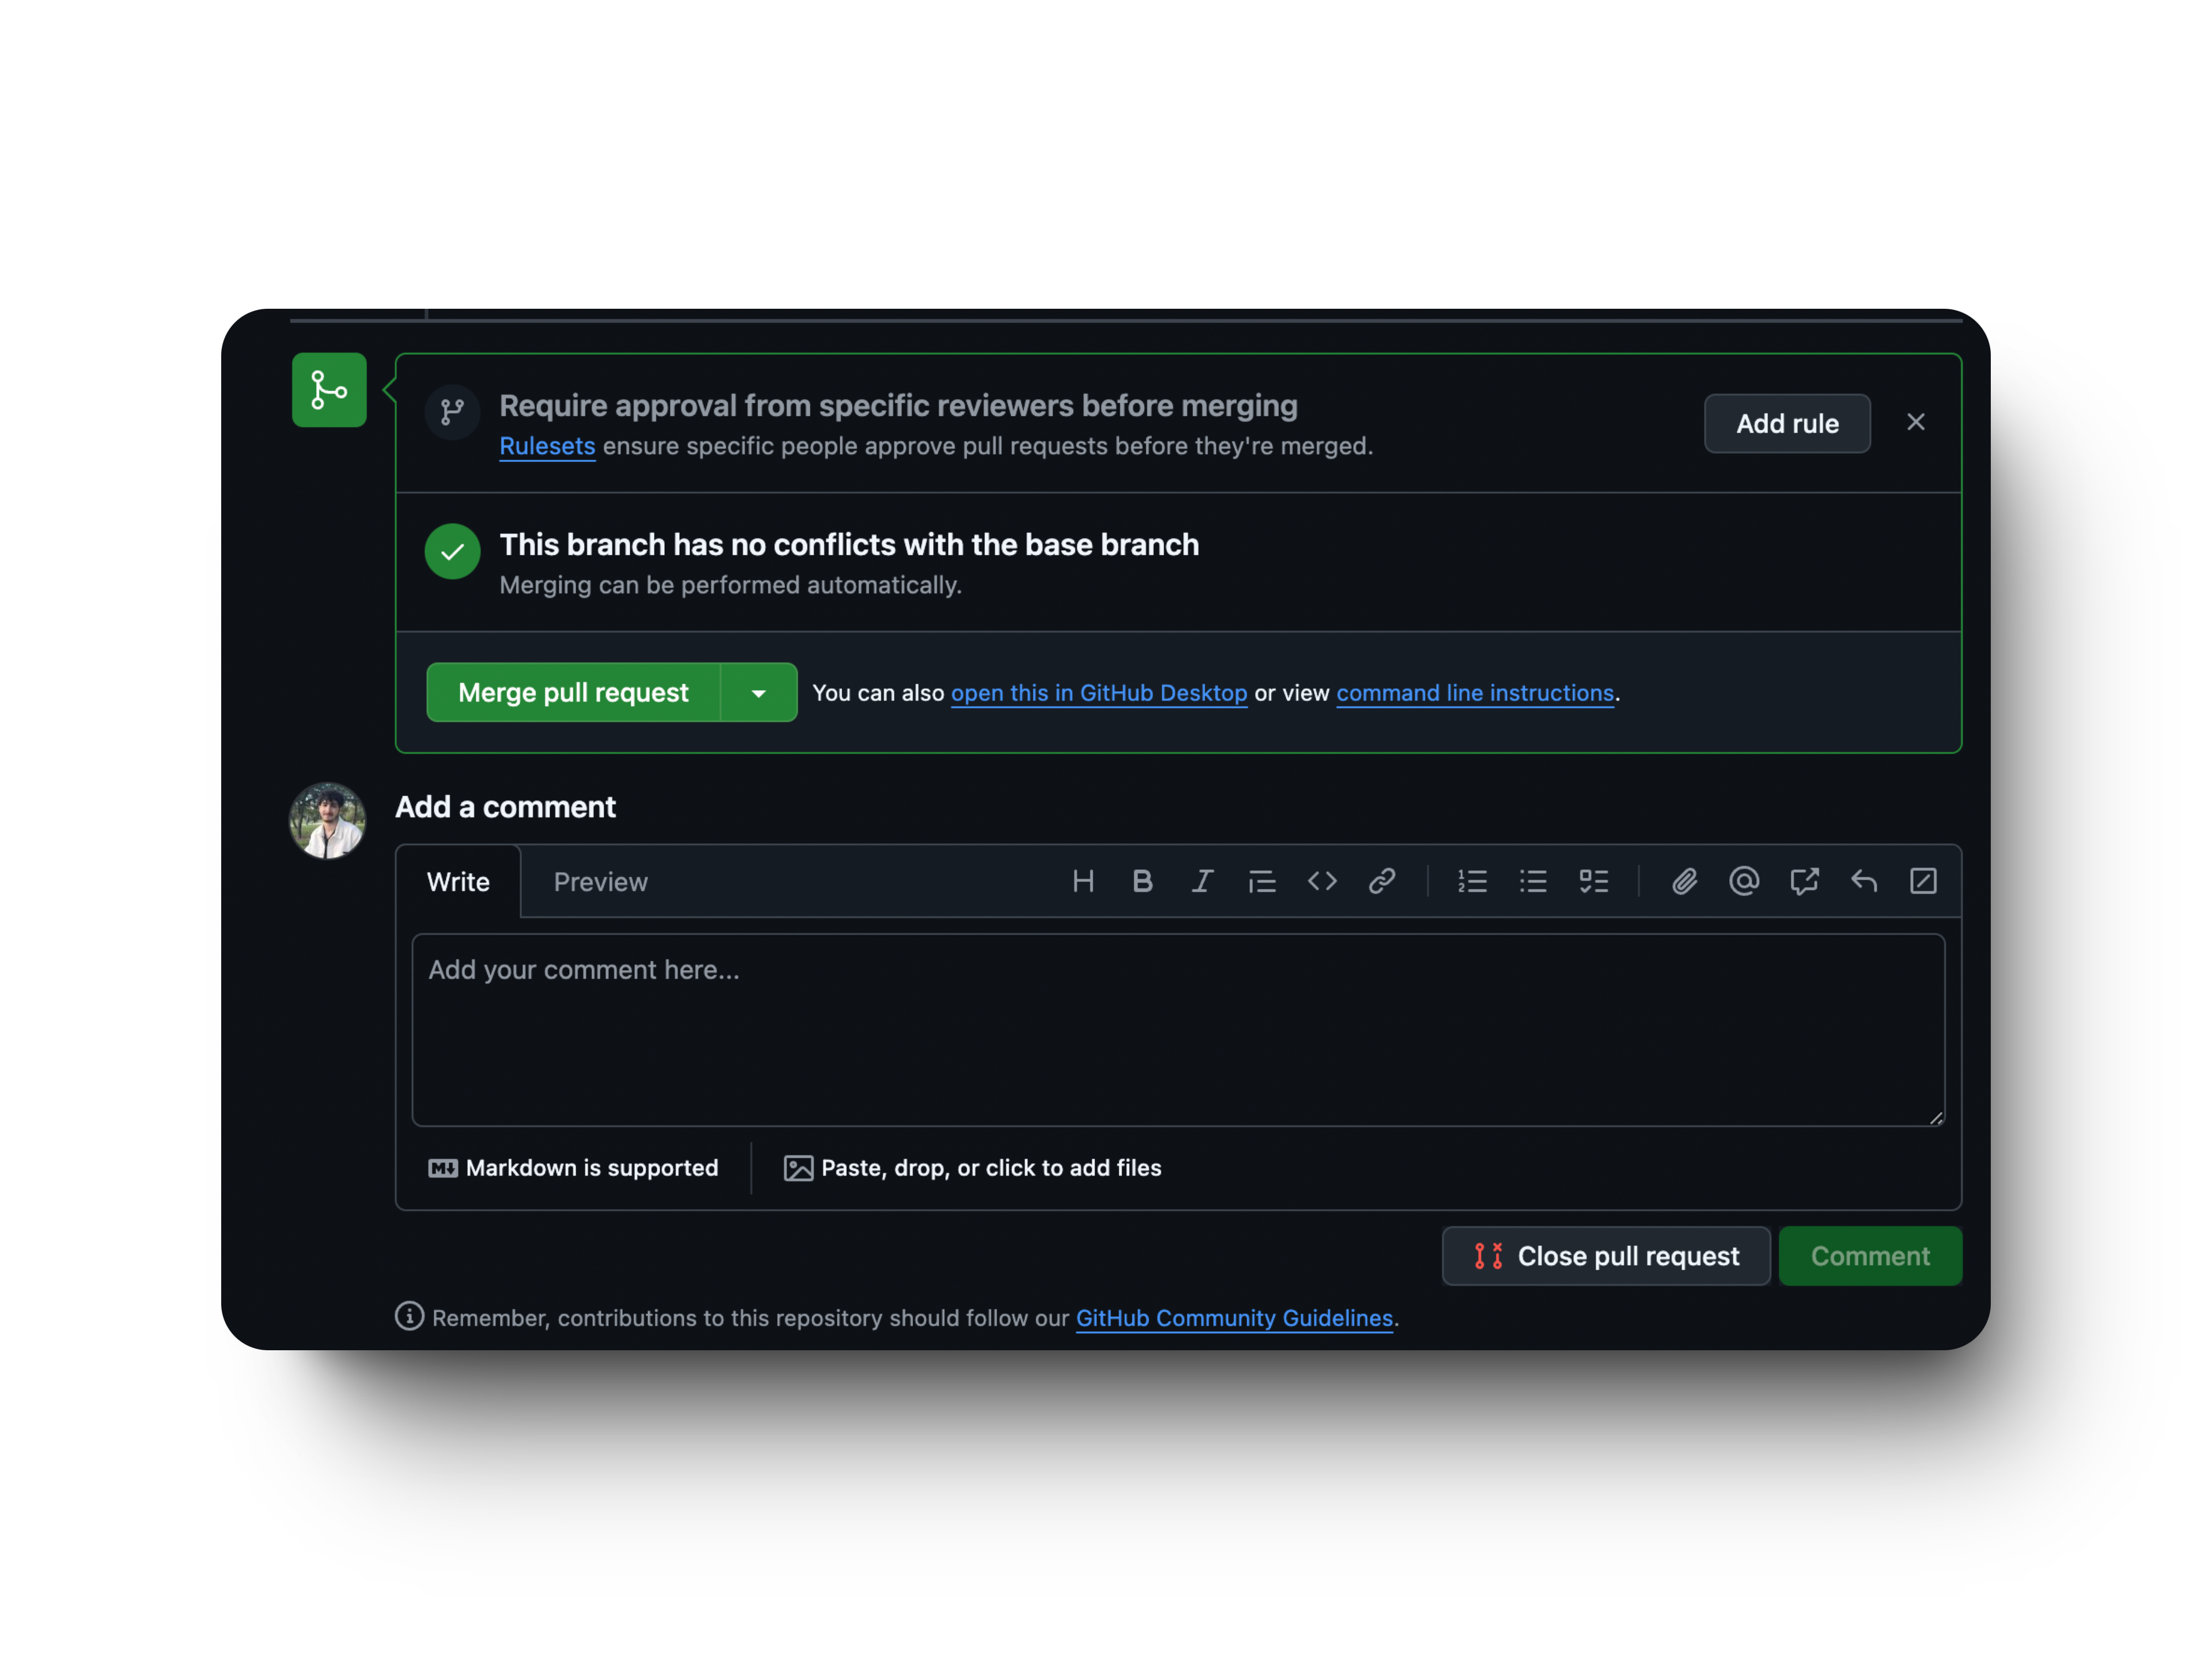 Require approval from specific reviewers before merging
Rulesets ensure specific people approve pull requests before they're merged.
Add rule
This branch has no conflicts with the base branch
Merging can be performed automatically.
Merge pull request
You can also open this in GitHub Desktop or view command line instructions.
Add a comment
Write
Preview
Add your comment here...
Markdown is supported
Paste, drop, or click to add files
Close pull request
Comment
Remember, contributions to this repository should follow our GitHub Community Guidelines.